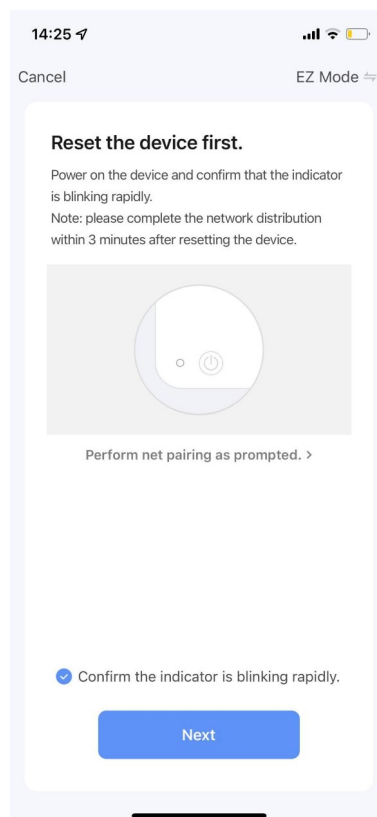 14:25
Cancel
EZ Mode
Reset the device first.
Power on the device and confirm that the indicator
is blinking rapidly.
Note: please complete the network distribution
within 3 minutes after resetting the device.
Perform net pairing as prompted. >
Confirm the indicator is blinking rapidly.
Next